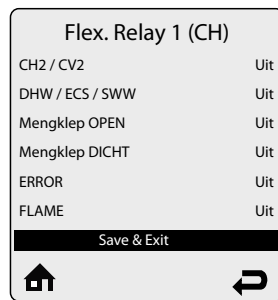 Flex. Relay 1 (CH)
CH2 / CV2 Uit
DHW / ECS / SWW Uit
Mengklep OPEN Uit
Mengklep DICHT Uit
ERROR Uit
FLAME Uit
Save & Exit